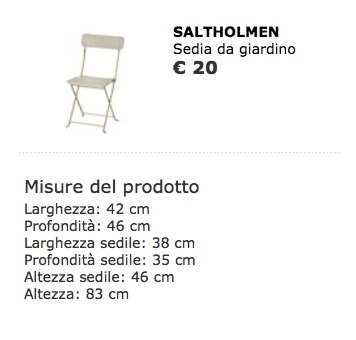 SALTHOLMEN
Sedia da giardino
€ 20
Misure del prodotto
Larghezza: 42 cm
Profondità: 46 cm
Larghezza sedile: 38 cm
Profondità sedile: 35 cm
Altezza sedile: 46 cm
Altezza: 83 cm